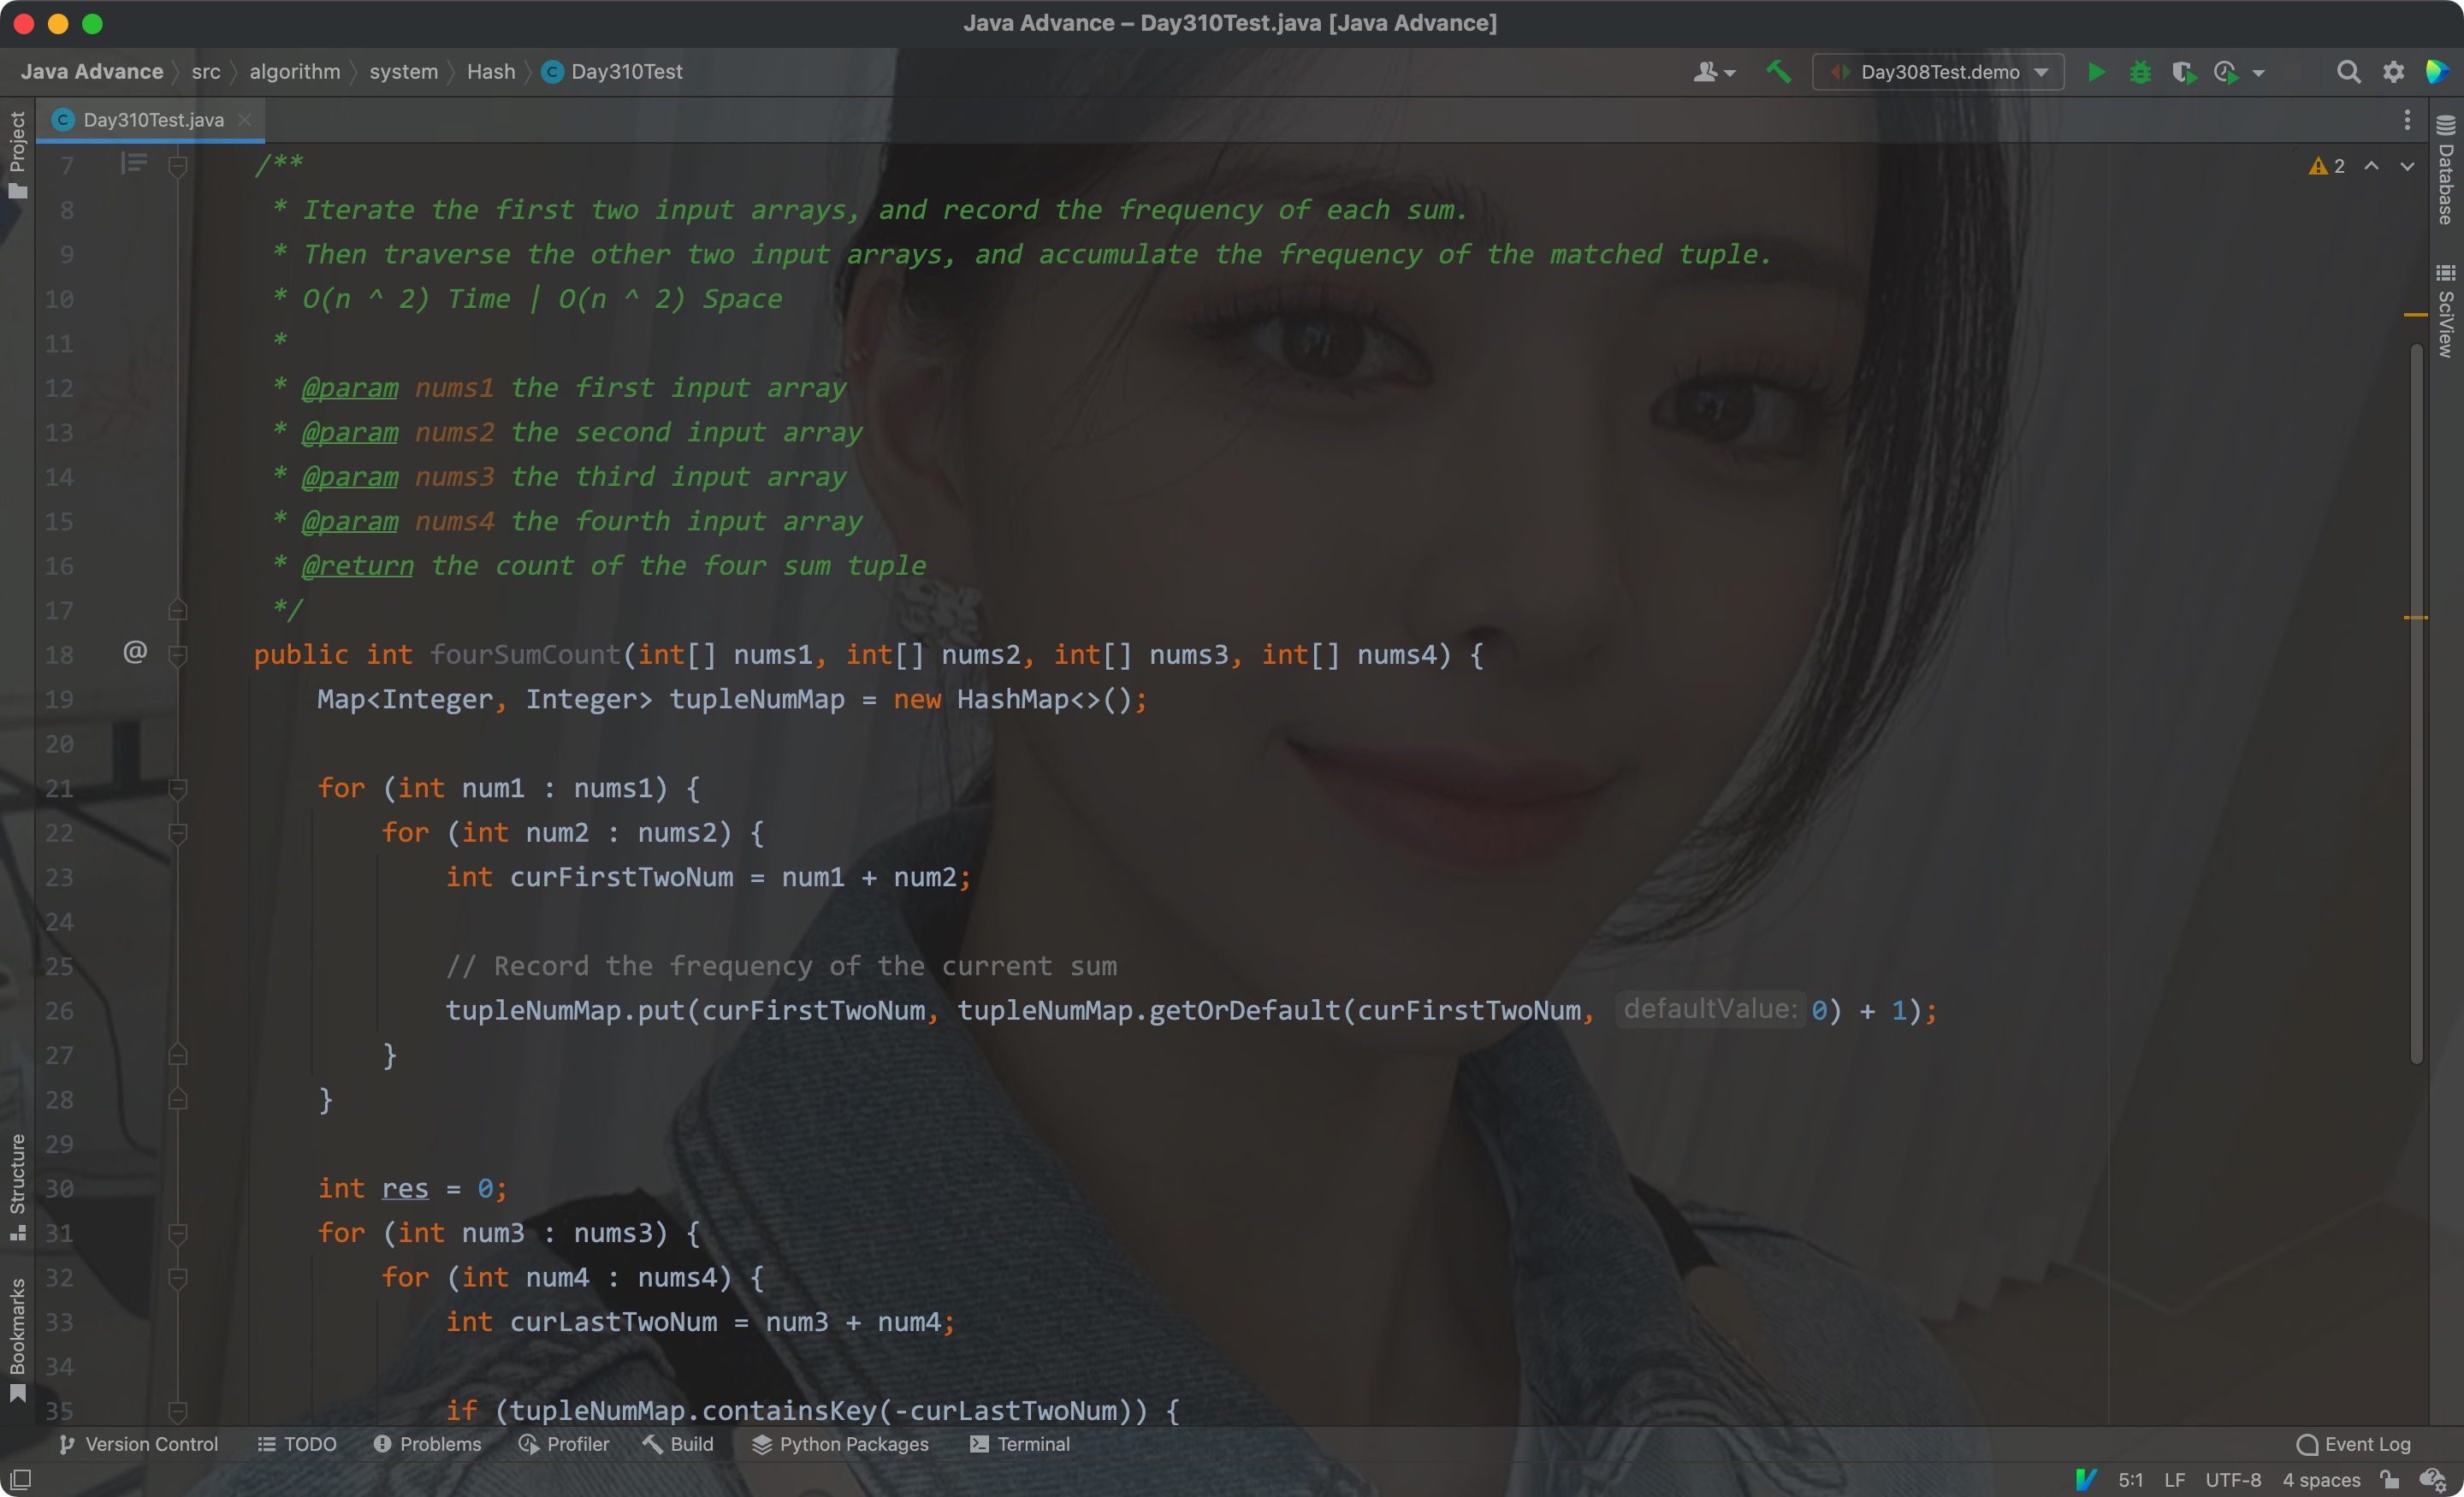 Java Advance – Day310Test.java [Java Advance]
Java Advance src algorithm system Hash Day310Test
Day308Test.demo
Day310Test.java
Project
Structure
Bookmarks
Database
SciView
2
7 /**
8 * Iterate the first two input arrays, and record the frequency of each sum.
9 * Then traverse the other two input arrays, and accumulate the frequency of the matched tuple.
10 * O(n ^ 2) Time | O(n ^ 2) Space
11 *
12 * @param nums1 the first input array
13 * @param nums2 the second input array
14 * @param nums3 the third input array
15 * @param nums4 the fourth input array
16 * @return the count of the four sum tuple
17 */
18 @ public int fourSumCount(int[] nums1, int[] nums2, int[] nums3, int[] nums4) {
19 Map<Integer, Integer> tupleNumMap = new HashMap<>();
20
21 for (int num1 : nums1) {
22 for (int num2 : nums2) {
23 int curFirstTwoNum = num1 + num2;
24
25 // Record the frequency of the current sum
26 tupleNumMap.put(curFirstTwoNum, tupleNumMap.getOrDefault(curFirstTwoNum, defaultValue: 0) + 1);
27 }
28 }
29
30 int res = 0;
31 for (int num3 : nums3) {
32 for (int num4 : nums4) {
33 int curLastTwoNum = num3 + num4;
34
35 if (tupleNumMap.containsKey(-curLastTwoNum)) {
Version Control TODO Problems Profiler Build Python Packages Terminal Event Log
5:1 LF UTF-8 4 spaces